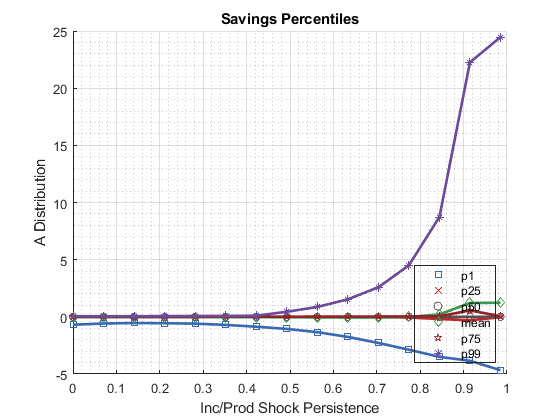 Savings Percentiles
25
20
15
10
5
0
-5
A Distribution
p1
p25
p50
mean
p75
p99
0 0.1 0.2 0.3 0.4 0.5 0.6 0.7 0.8 0.9 1
Inc/Prod Shock Persistence